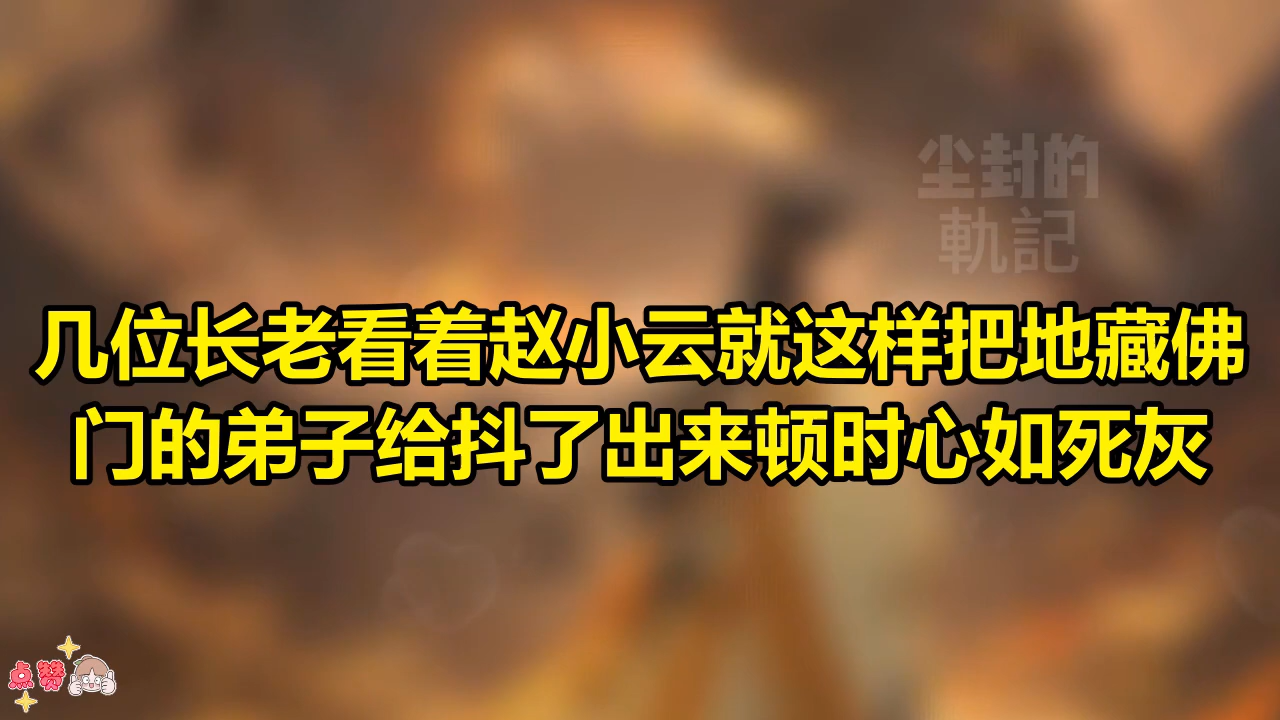 尘封的
軌記
几位长老看着赵小云就这样把地藏佛
门的弟子给抖了出来顿时心如死灰
点赞